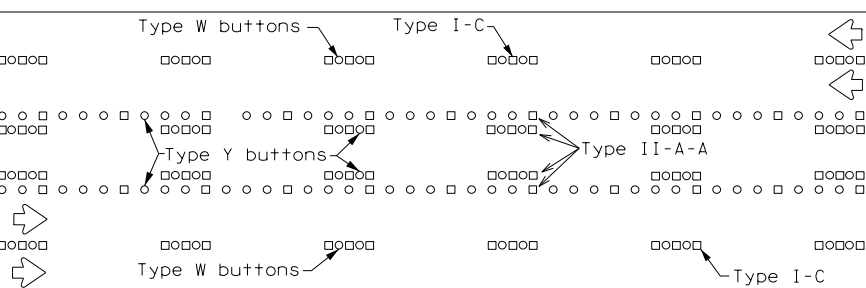 Type W buttons
Type I-C
Type Y buttons
Type II-A-A
Type W buttons
Type I-C